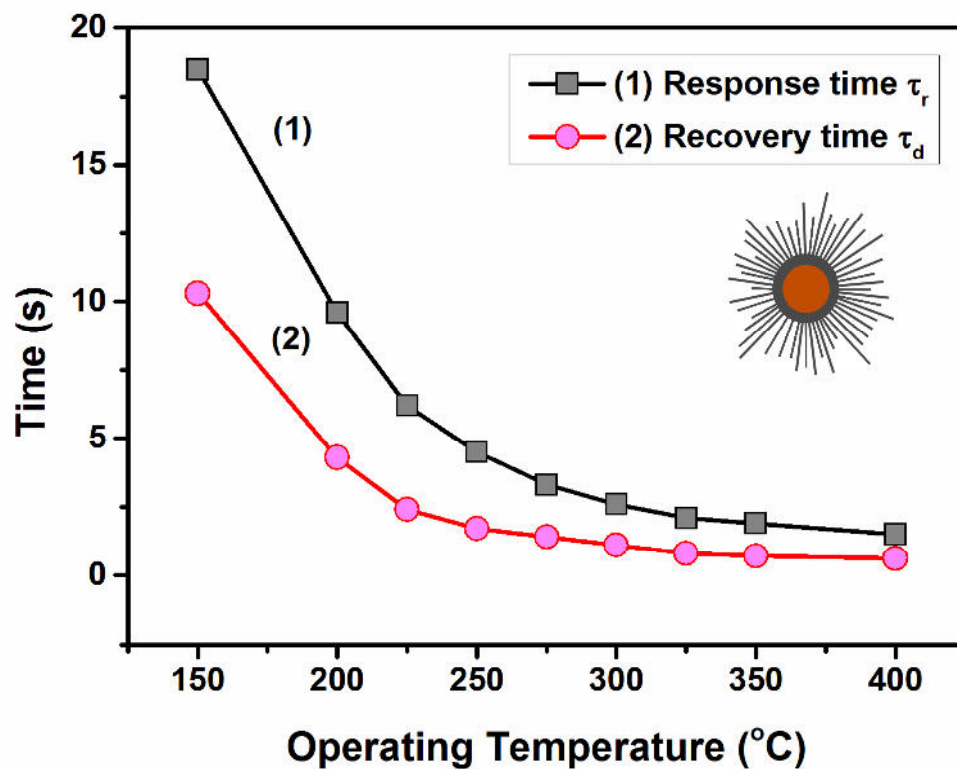 20
15
10
5
0
Time (s)
(1) Response time τr
(2) Recovery time τd
(1)
(2)
150 200 250 300 350 400
Operating Temperature (°C)